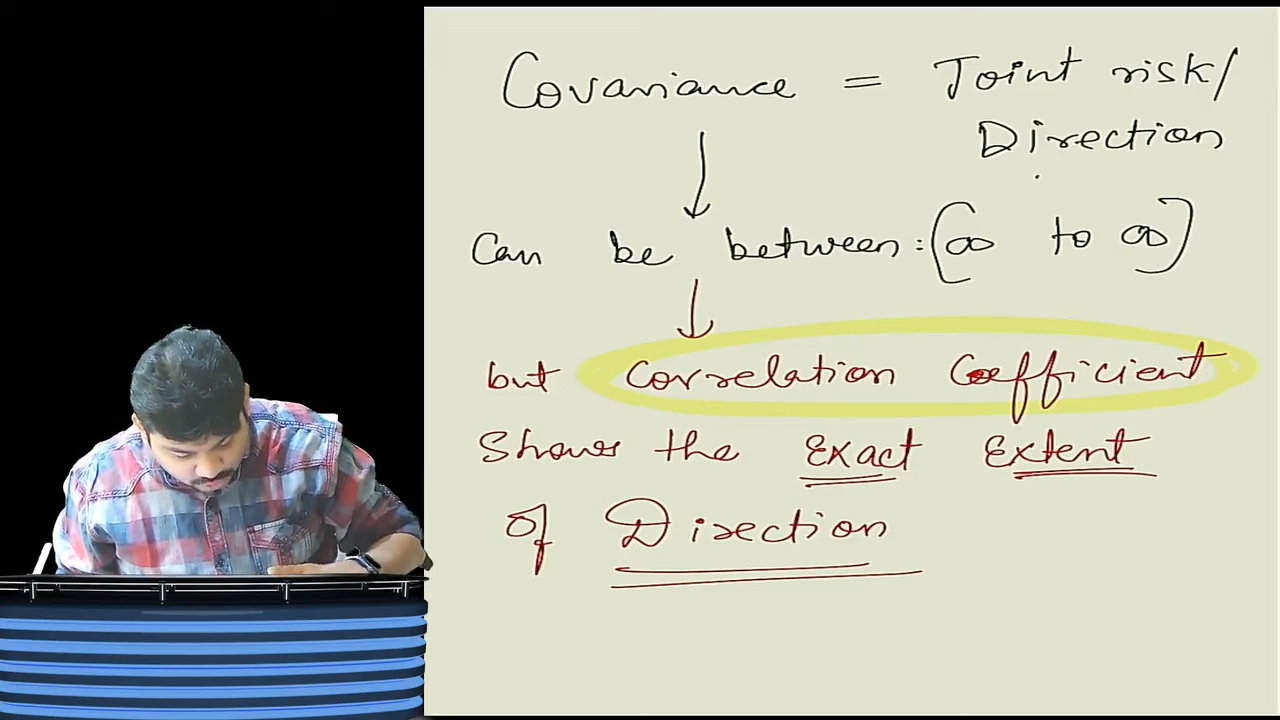 Covariance = Joint risk/
Direction
Can be between: [∞ to ∞]
but Correlation Coefficient
Shows the Exact Extent
of Direction